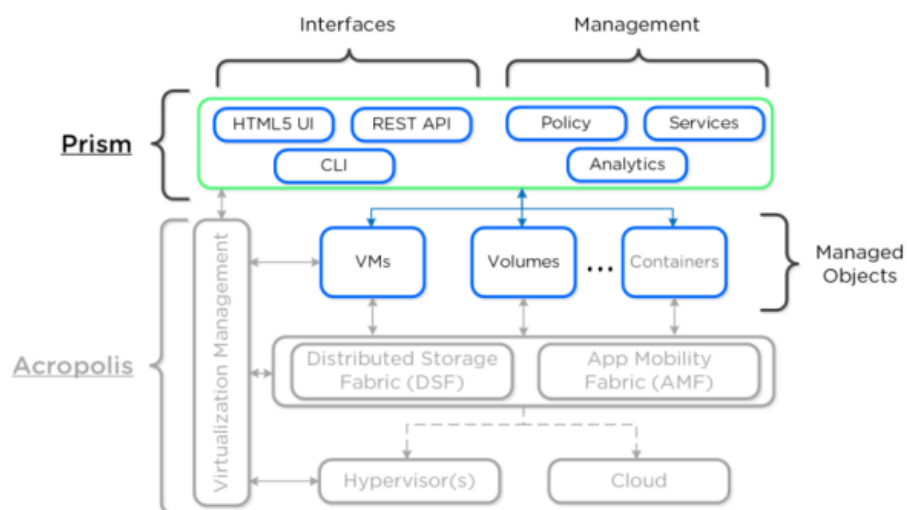 Interfaces
Management
Prism
HTML5 UI
REST API
Policy
Services
CLI
Analytics
Acropolis
Virtualization Management
VMs
Volumes
...
Containers
Managed
Objects
Distributed Storage
Fabric (DSF)
App Mobility
Fabric (AMF)
Hypervisor(s)
Cloud